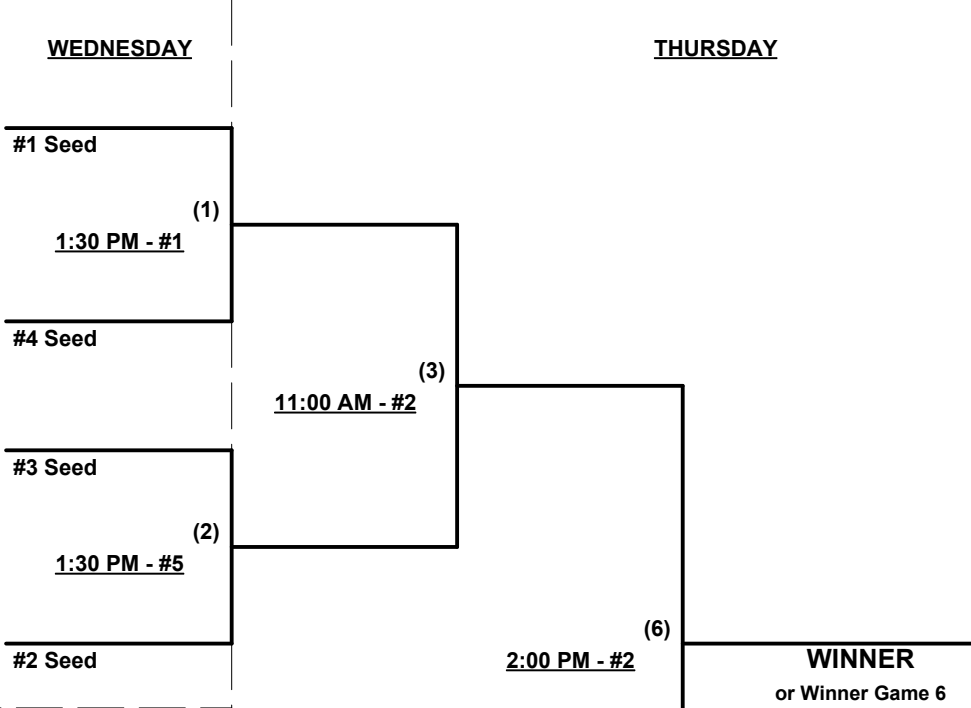 WEDNESDAY
THURSDAY
#1 Seed
(1)
1:30 PM - #1
#4 Seed
(3)
11:00 AM - #2
#3 Seed
(2)
1:30 PM - #5
(6)
#2 Seed
2:00 PM - #2
WINNER
or Winner Game 6